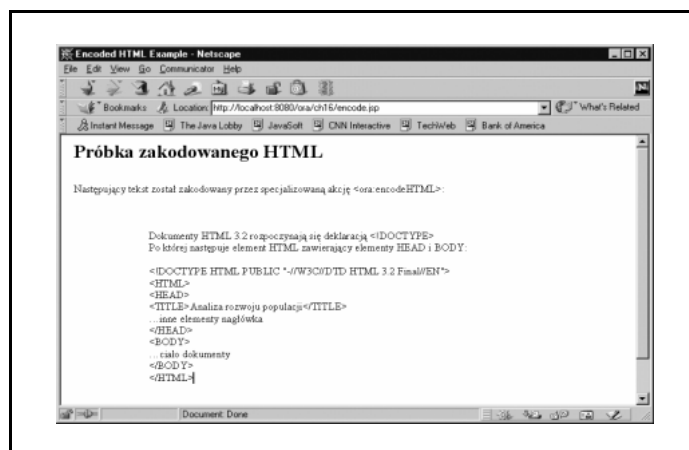 Encoded HTML Example - Netscape
File Edit View Go Communicator Help
Bookmarks Location: http://localhost:8080/ora/ch16/encode.jsp What's Related
Instant Message The Java Lobby JavaSoft CNN Interactive TechWeb Bank of America
Próbka zakodowanego HTML
Następujący tekst został zakodowany przez specjalizowaną akcję <ora:encodeHTML>:
Dokumenty HTML 3.2 rozpoczynają się deklaracją <!DOCTYPE>
Po której następuje element HTML zawierający elementy HEAD i BODY:
<!DOCTYPE HTML PUBLIC "-//W3C//DTD HTML 3.2 Final//EN">
<HTML>
<HEAD>
<TITLE>Analiza rozwoju populacji</TITLE>
...inne elementy nagłówka
</HEAD>
<BODY>
... ciało dokumenty
</BODY>
</HTML>
Document: Done